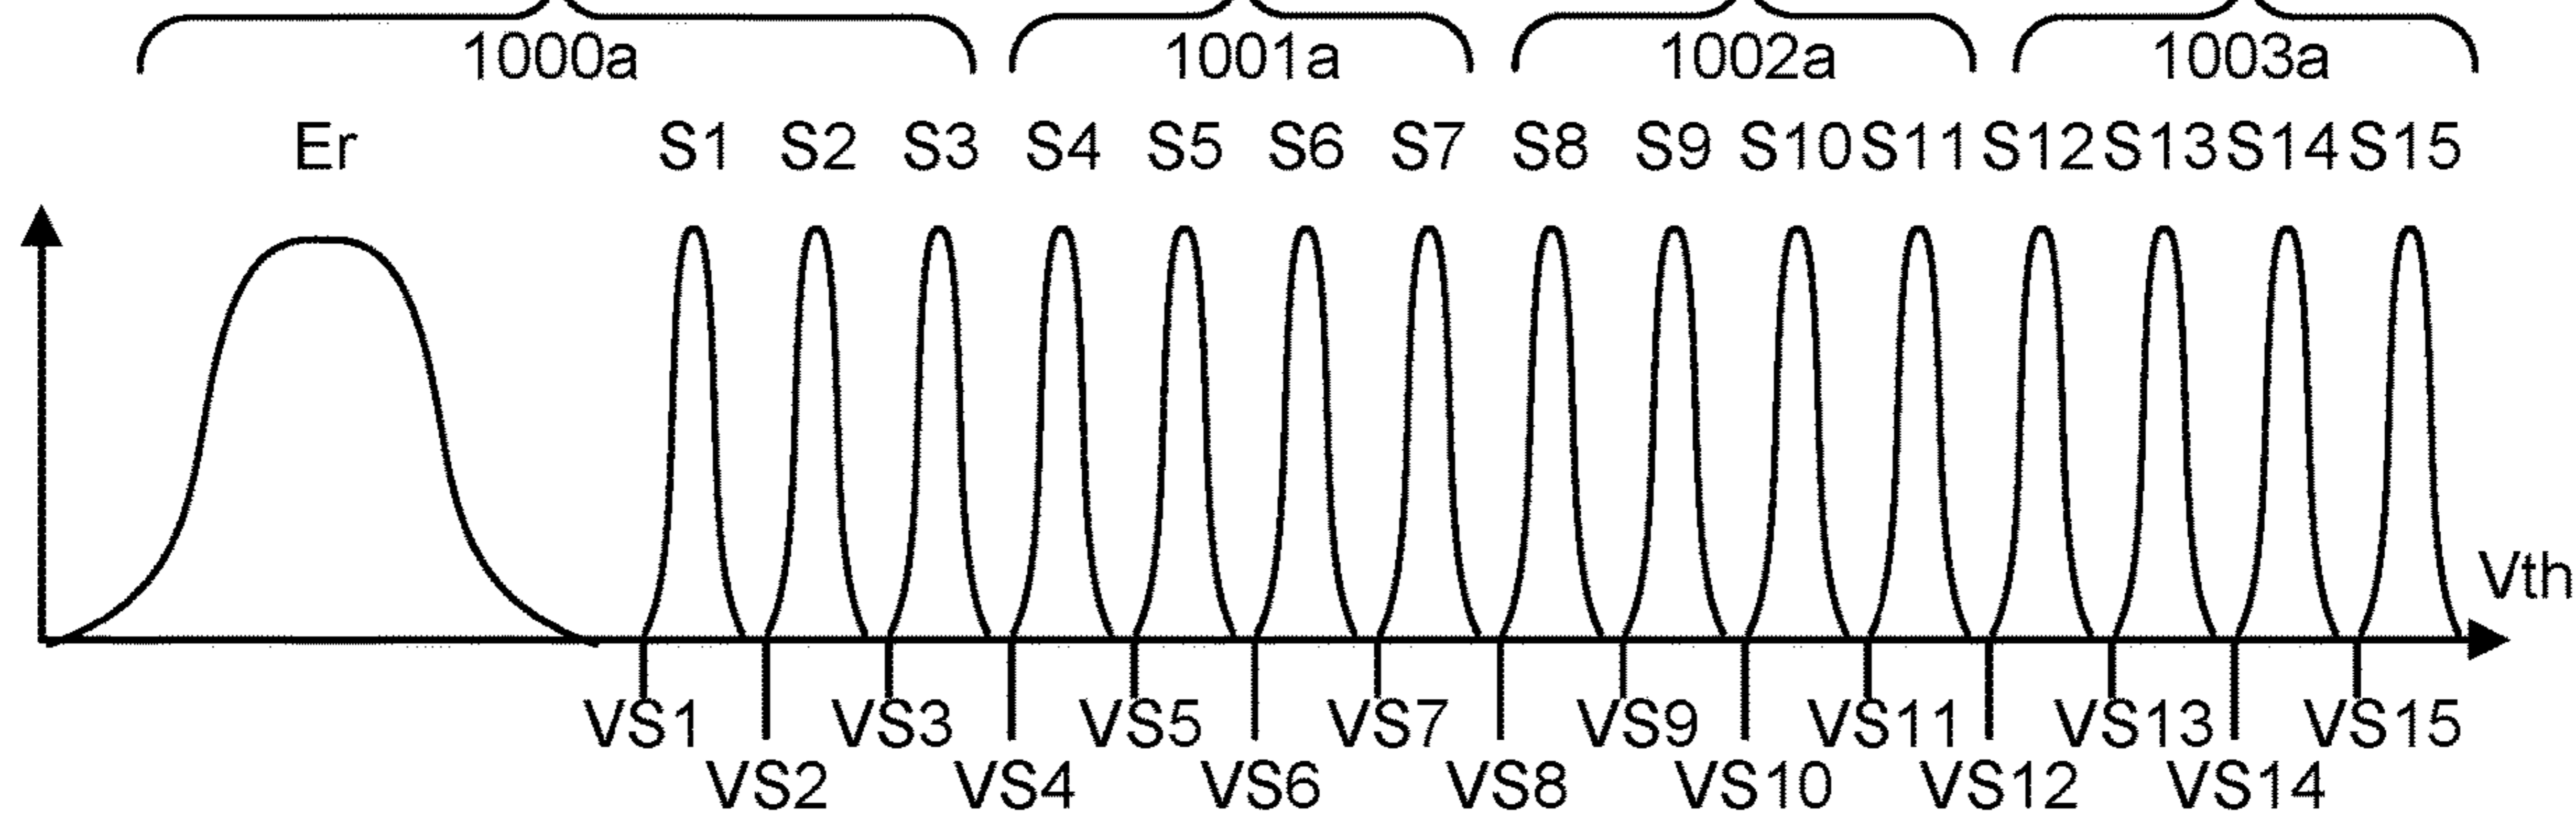 1000a 1001a 1002a 1003a
Er S1 S2 S3 S4 S5 S6 S7 S8 S9 S10 S11 S12 S13 S14 S15
Vth
VS1 VS3 VS5 VS7 VS9 VS11 VS13 VS15
VS2 VS4 VS6 VS8 VS10 VS12 VS14